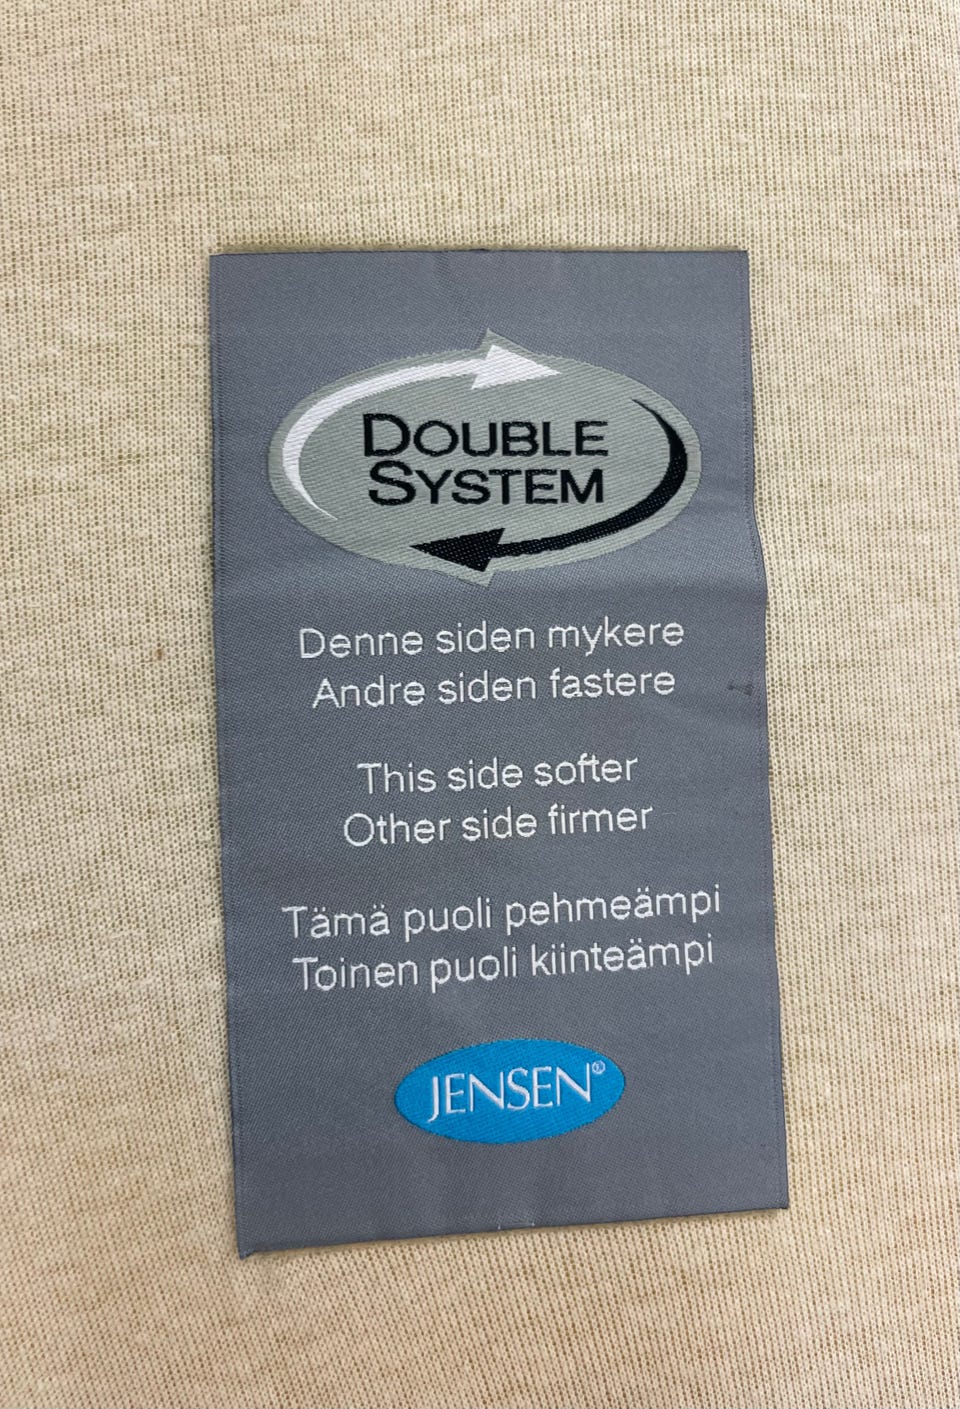 DOUBLE
SYSTEM
Denne siden mykere
Andre siden fastere
This side softer
Other side firmer
Tämä puoli pehmeämpi
Toinen puoli kiinteämpi
JENSEN®